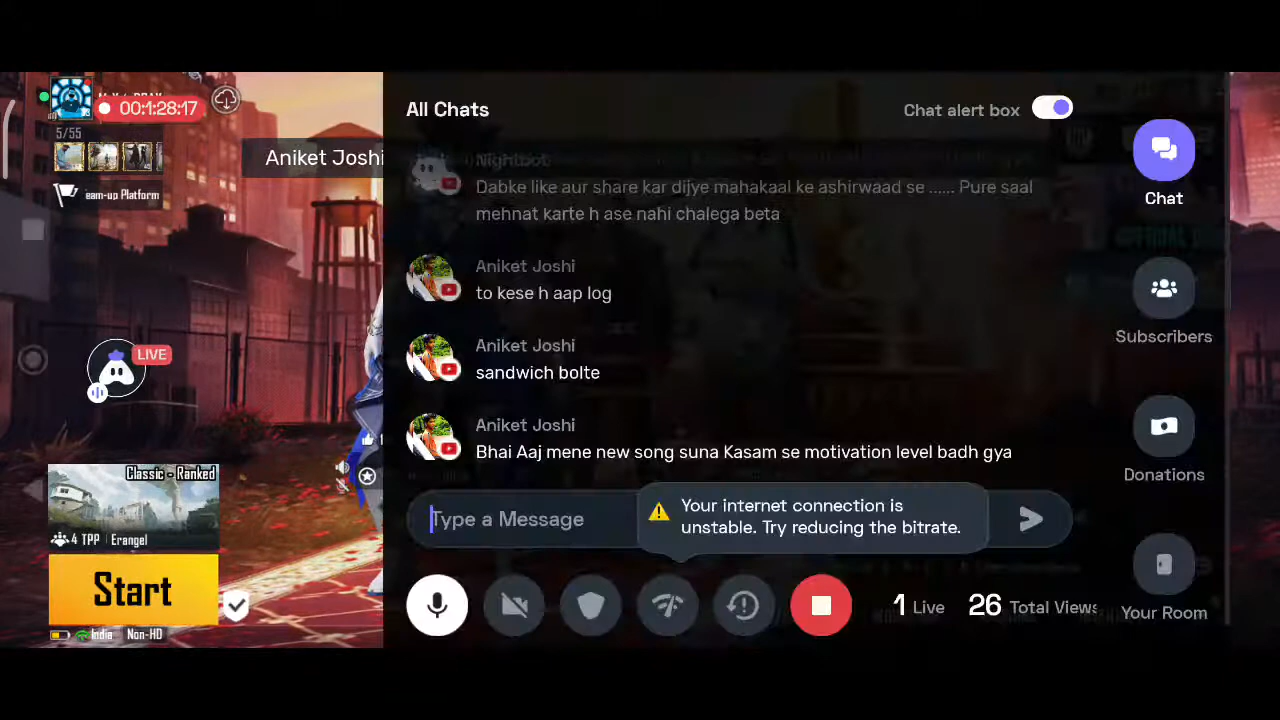 00:1:28:17
5/55
eam-up Platform
Aniket Joshi
LIVE
Classic - Ranked
4 TPP Erangel
Start
India Non-HD
All Chats
Chat alert box
Nightbot
Dabke like aur share kar dijye mahakaal ke ashirwaad se ...... Pure saal
mehnat karte h ase nahi chalega beta
Aniket Joshi
to kese h aap log
Aniket Joshi
sandwich bolte
Aniket Joshi
Bhai Aaj mene new song suna Kasam se motivation level badh gya
Type a Message
Your internet connection is
unstable. Try reducing the bitrate.
1 Live 26 Total Views
Chat
Subscribers
Donations
Your Room